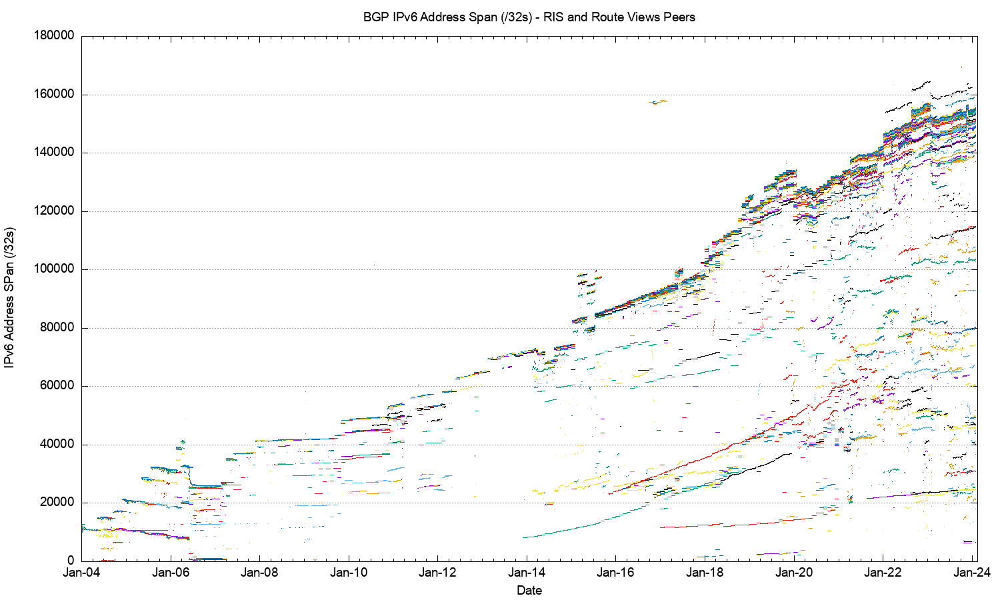 BGP IPv6 Address Span (/32s) - RIS and Route Views Peers
180000
160000
140000
120000
100000
80000
60000
40000
20000
0
IPv6 Address SPan (/32s)
Jan-04 Jan-06 Jan-08 Jan-10 Jan-12 Jan-14 Jan-16 Jan-18 Jan-20 Jan-22 Jan-24
Date